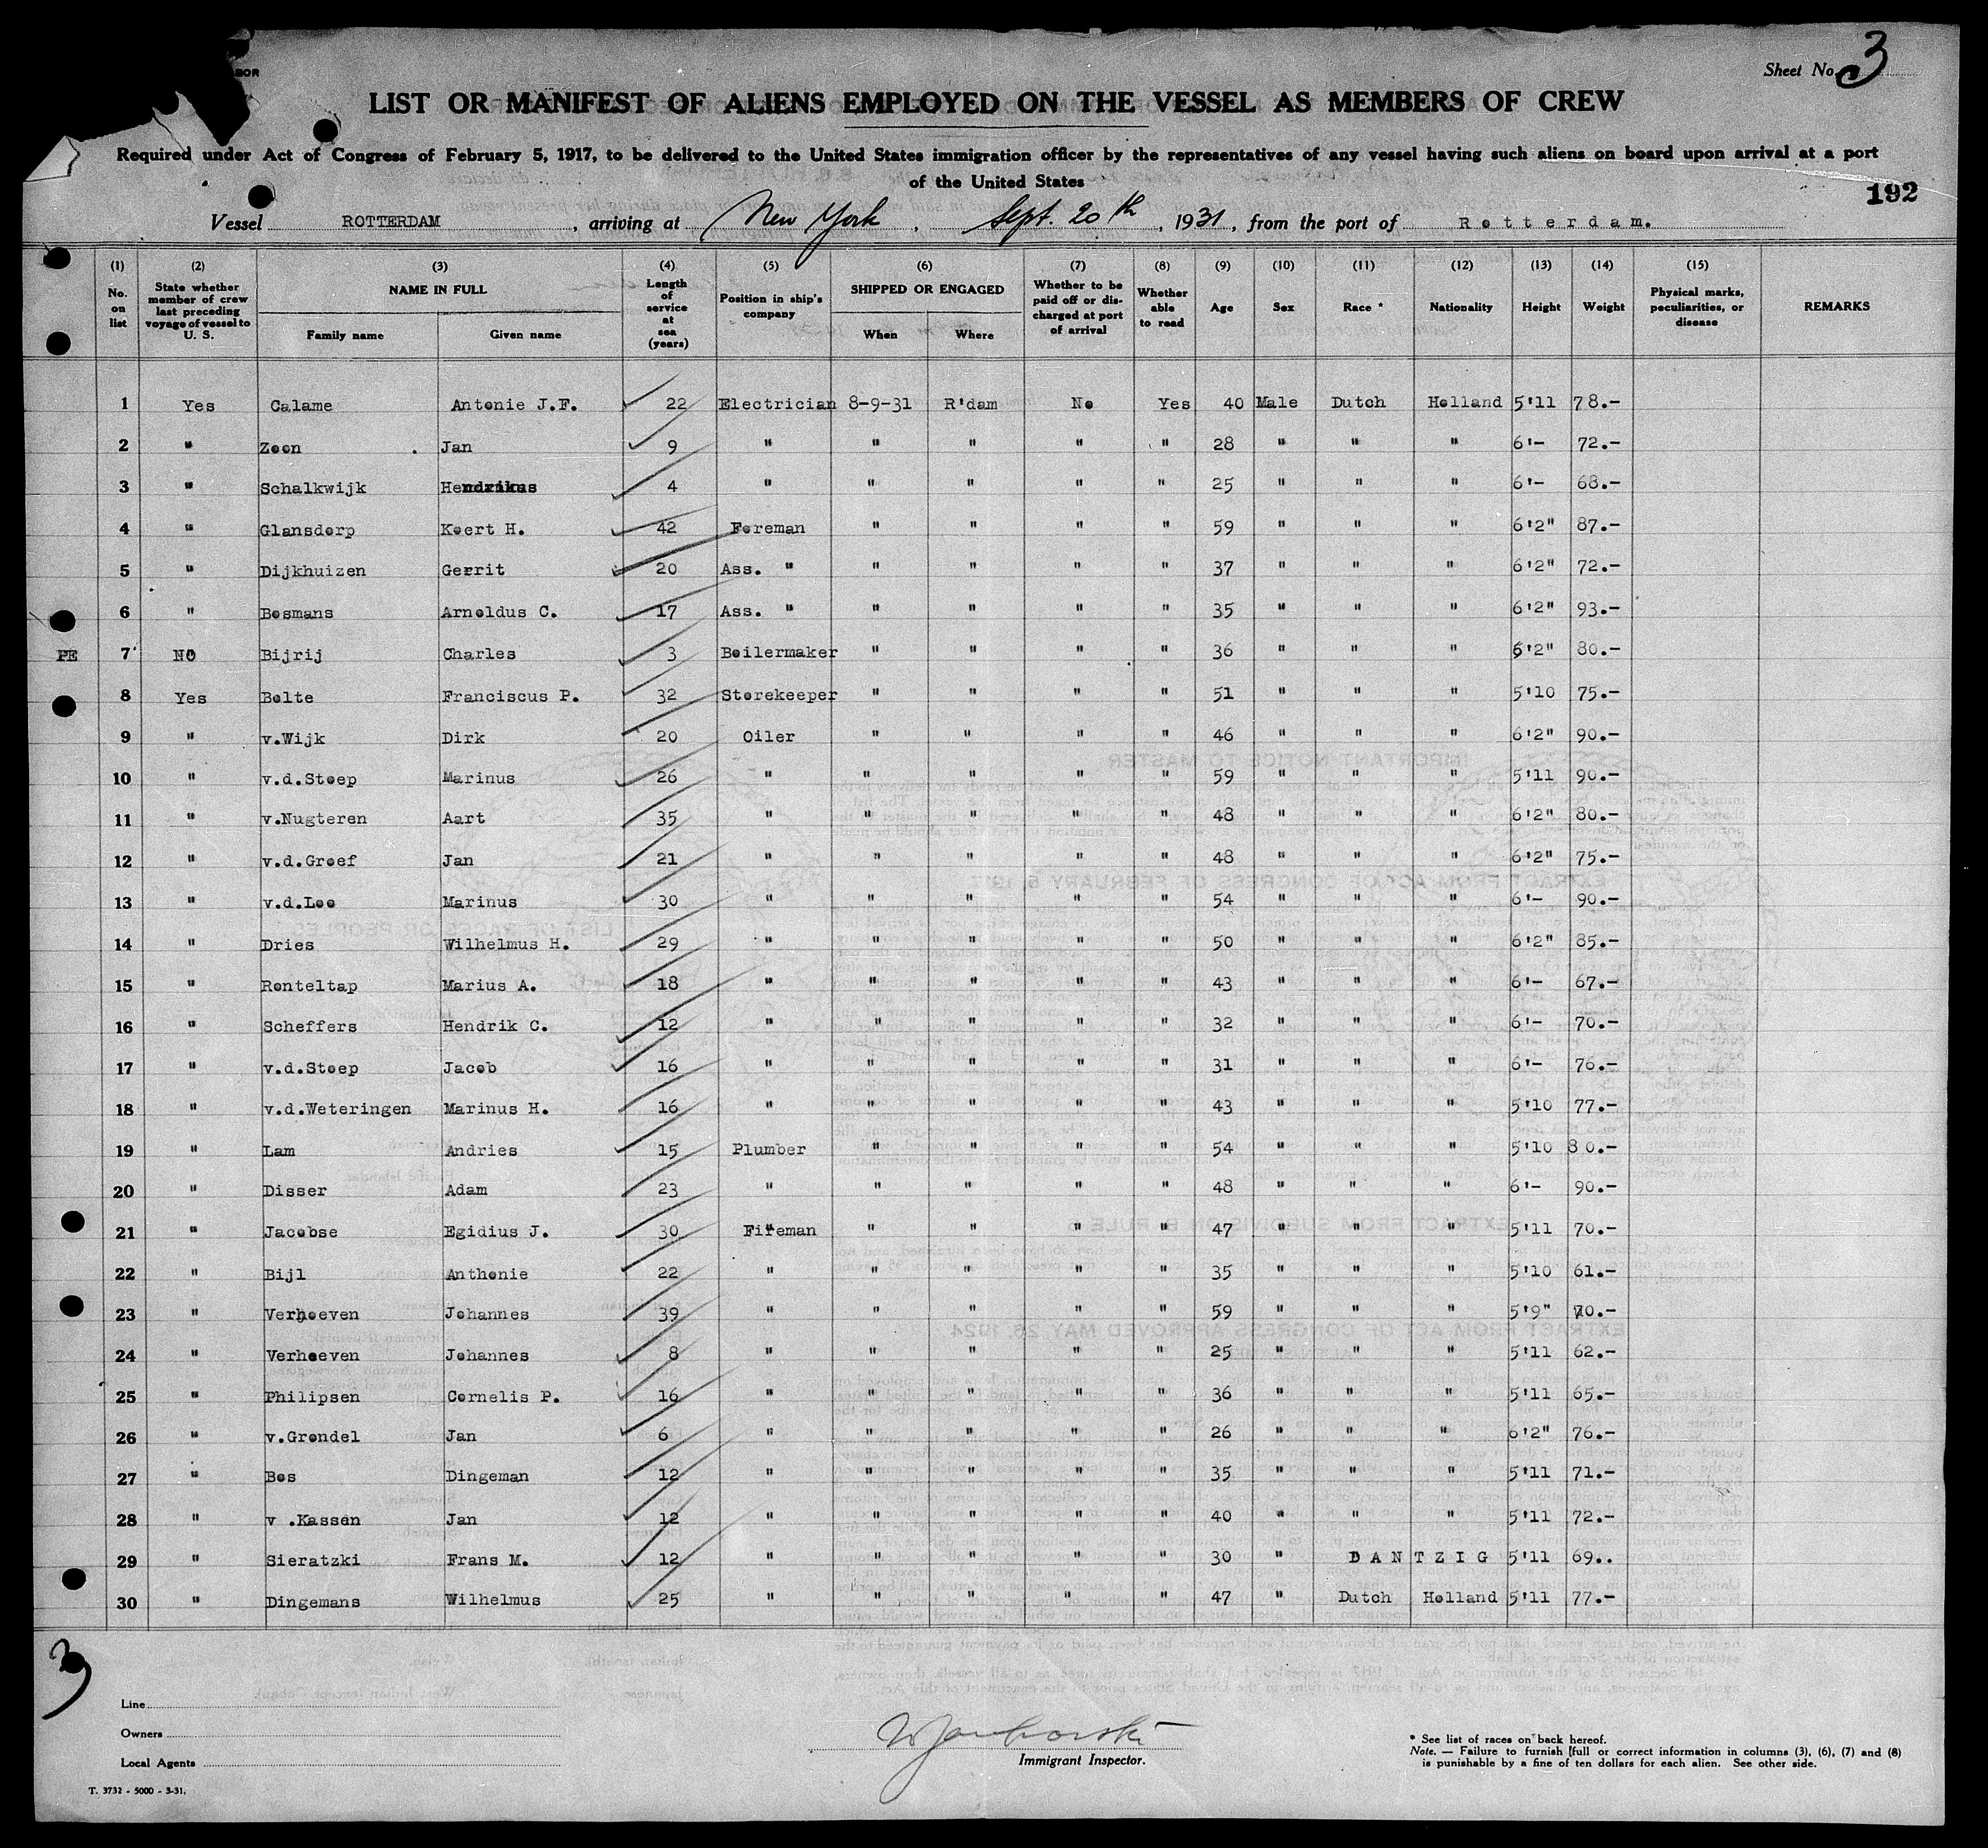 BOR
Sheet No. 3
LIST OR MANIFEST OF ALIENS EMPLOYED ON THE VESSEL AS MEMBERS OF CREW
Required under Act of Congress of February 5, 1917, to be delivered to the United States immigration officer by the representatives of any vessel having such aliens on board upon arrival at a port
of the United States
192
Vessel ROTTERDAM, arriving at New York, Sept. 20th, 1931, from the port of Rotterdam.
(1) (2) (3) (4) (5) (6) (7) (8) (9) (10) (11) (12) (13) (14) (15)
No. on list State whether member of crew last preceding voyage of vessel to U. S. NAME IN FULL Family name Given name Length of service at sea (years) Position in ship's company SHIPPED OR ENGAGED When Where Whether to be paid off or discharged at port of arrival Whether able to read Age Sex Race * Nationality Height Weight Physical marks, peculiarities, or disease REMARKS
1 Yes Calame Antonie J.F. 22 Electrician 8-9-31 R'dam No Yes 40 Male Dutch Holland 5'11 78.-
2 " Zoon Jan 9 " " " " " 28 " " " 6'- 72.-
3 " Schalkwijk Hendrikus 4 " " " " " 25 " " " 6'- 68.-
4 " Glansdorp Koert H. 42 Foreman " " " " 59 " " " 6'2" 87.-
5 " Dijkhuizen Gerrit 20 Ass. " " " " " 37 " " " 6'2" 72.-
6 " Bosmans Arnoldus C. 17 Ass. " " " " " 35 " " " 6'2" 93.-
PE 7 NO Bijrij Charles 3 Boilermaker " " " " 36 " " " 6'2" 80.-
8 Yes Bolte Franciscus P. 32 Storekeeper " " " " 51 " " " 5'10 75.-
9 " v.Wijk Dirk 20 Oiler " " " " 46 " " " 6'2" 90.-
10 " v.d.Stoep Marinus 26 " " " " " 59 " " " 5'11 90.-
11 " v.Nugteren Aart 35 " " " " " 48 " " " 6'2" 80.-
12 " v.d.Groef Jan 21 " " " " " 48 " " " 6'2" 75.-
13 " v.d.Loo Marinus 30 " " " " " 54 " " " 6'- 90.-
14 " Dries Wilhelmus H. 29 " " " " " 50 " " " 6'2" 85.-
15 " Ronteltap Marius A. 18 " " " " " 43 " " " 6'- 67.-
16 " Scheffers Hendrik C. 12 " " " " " 32 " " " 6'- 70.-
17 " v.d.Stoep Jacob 16 " " " " " 31 " " " 6'- 76.-
18 " v.d.Weteringen Marinus H. 16 " " " " " 43 " " " 5'10 77.-
19 " Lam Andries 15 Plumber " " " " 54 " " " 5'10 80.-
20 " Disser Adam 23 " " " " " 48 " " " 6'- 90.-
21 " Jacobse Egidius J. 30 Fireman " " " " 47 " " " 5'11 70.-
22 " Bijl Anthonie 22 " " " " " 35 " " " 5'10 61.-
23 " Verhoeven Johannes 39 " " " " " 59 " " " 5'9" 70.-
24 " Verhoeven Johannes 8 " " " " " 25 " " " 5'11 62.-
25 " Philipsen Cornelis P. 16 " " " " " 36 " " " 5'11 65.-
26 " v.Grondel Jan 6 " " " " " 26 " " " 6'2" 76.-
27 " Bos Dingeman 12 " " " " " 35 " " " 5'11 71.-
28 " v .Kassen Jan 12 " " " " " 40 " " " 5'11 72.-
29 " Sieratzki Frans M. 12 " " " " " 30 " DANTZIG 5'11 69..
30 " Dingemans Wilhelmus 25 " " " " " 47 " Dutch Holland 5'11 77.-
3
Line
Owners
Local Agents
Immigrant Inspector.
* See list of races on back hereof.
Note. — Failure to furnish full or correct information in columns (3), (6), (7) and (8)
is punishable by a fine of ten dollars for each alien. See other side.
T. 3732 - 5000 - 3-31.